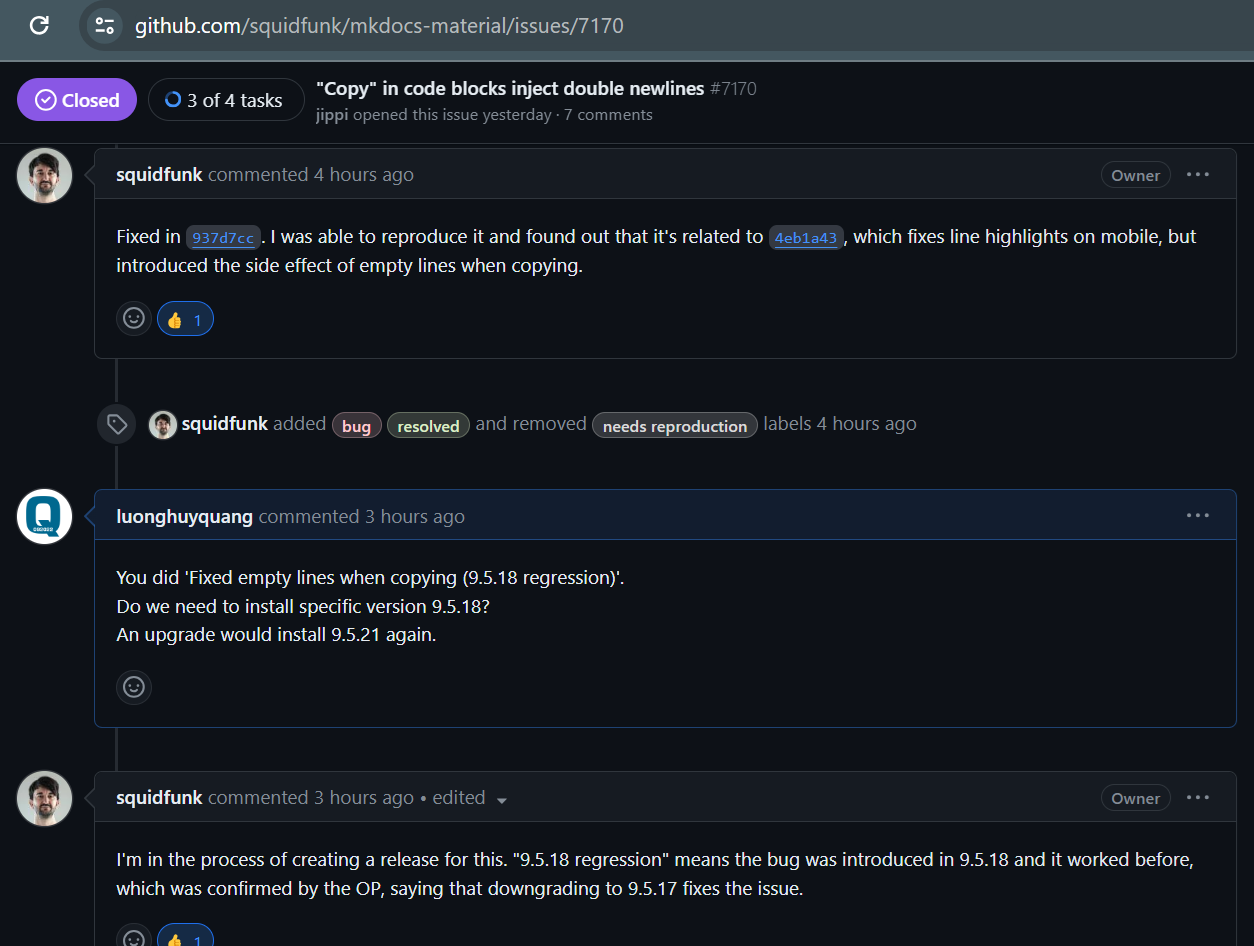 github.com/squidfunk/mkdocs-material/issues/7170
Closed
3 of 4 tasks
"Copy" in code blocks inject double newlines #7170
jippi opened this issue yesterday · 7 comments
squidfunk commented 4 hours ago
Owner
Fixed in 937d7cc. I was able to reproduce it and found out that it's related to 4eb1a43, which fixes line highlights on mobile, but
introduced the side effect of empty lines when copying.
👍 1
squidfunk added bug resolved and removed needs reproduction labels 4 hours ago
Q
luonghuyquang commented 3 hours ago
You did 'Fixed empty lines when copying (9.5.18 regression)'.
Do we need to install specific version 9.5.18?
An upgrade would install 9.5.21 again.
squidfunk commented 3 hours ago • edited
Owner
I'm in the process of creating a release for this. "9.5.18 regression" means the bug was introduced in 9.5.18 and it worked before,
which was confirmed by the OP, saying that downgrading to 9.5.17 fixes the issue.
👍 1